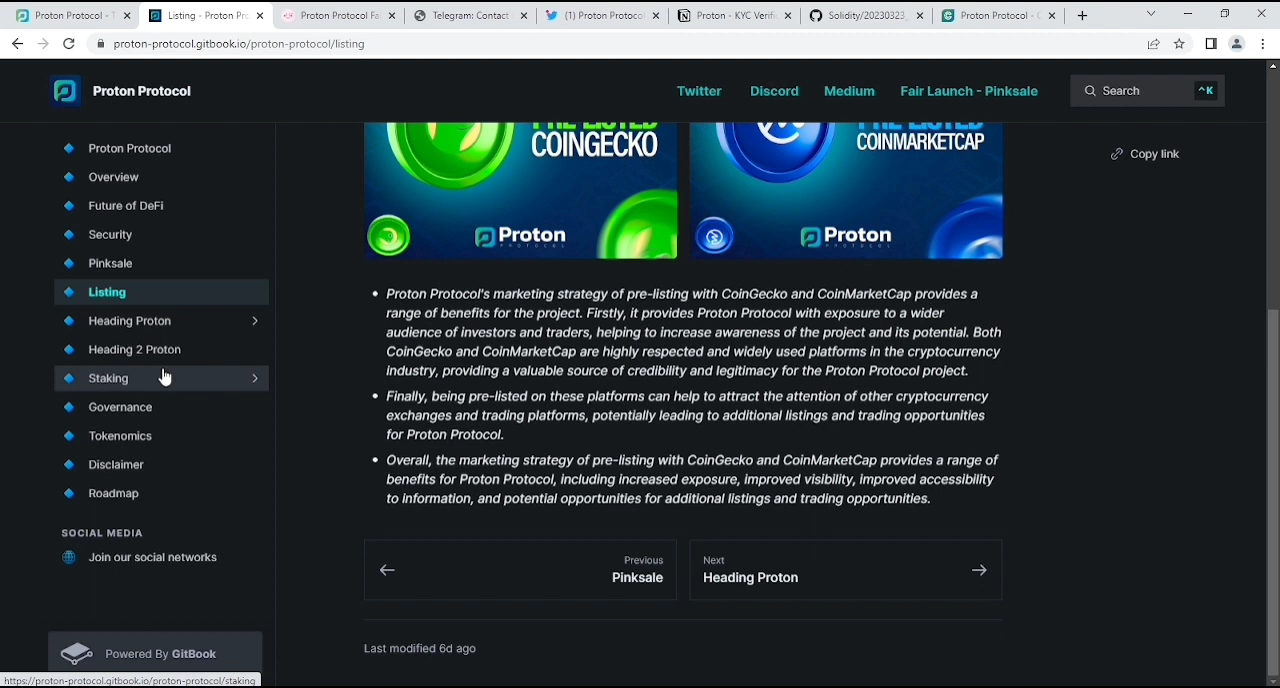 Proton Protocol - T
Listing - Proton Pro
Proton Protocol Fa
Telegram: Contact
(1) Proton Protoco
Proton - KYC Verifi
Solidity/20230323_
Proton Protocol - C
proton-protocol.gitbook.io/proton-protocol/listing
Proton Protocol
Twitter
Discord
Medium
Fair Launch - Pinksale
Search
^K
Proton Protocol
Overview
Future of DeFi
Security
Pinksale
Listing
Heading Proton
Heading 2 Proton
Staking
Governance
Tokenomics
Disclaimer
Roadmap
SOCIAL MEDIA
Join our social networks
Powered By GitBook
https://proton-protocol.gitbook.io/proton-protocol/staking
PRE-LISTED
COINGECKO
Proton
PROTOCOL
PRE-LISTED
COINMARKETCAP
Proton
PROTOCOL
Copy link
• Proton Protocol's marketing strategy of pre-listing with CoinGecko and CoinMarketCap provides a
range of benefits for the project. Firstly, it provides Proton Protocol with exposure to a wider
audience of investors and traders, helping to increase awareness of the project and its potential. Both
CoinGecko and CoinMarketCap are highly respected and widely used platforms in the cryptocurrency
industry, providing a valuable source of credibility and legitimacy for the Proton Protocol project.
• Finally, being pre-listed on these platforms can help to attract the attention of other cryptocurrency
exchanges and trading platforms, potentially leading to additional listings and trading opportunities
for Proton Protocol.
• Overall, the marketing strategy of pre-listing with CoinGecko and CoinMarketCap provides a range of
benefits for Proton Protocol, including increased exposure, improved visibility, improved accessibility
to information, and potential opportunities for additional listings and trading opportunities.
Previous
Pinksale
Next
Heading Proton
Last modified 6d ago